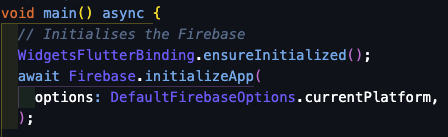 void main() async {
  // Initialises the Firebase
  WidgetsFlutterBinding.ensureInitialized();
  await Firebase.initializeApp(
    options: DefaultFirebaseOptions.currentPlatform,
  );